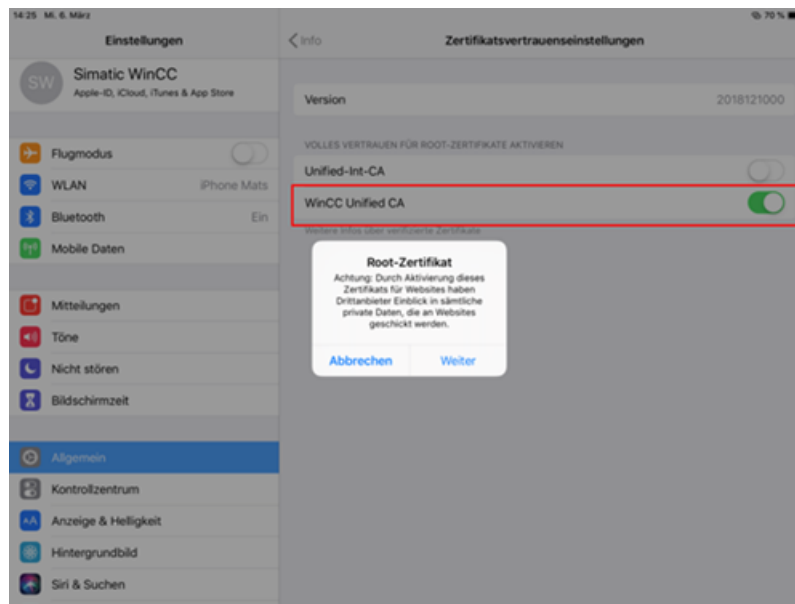 14:25 Mi. 6. März
70 %
Einstellungen
SW
Simatic WinCC
Apple-ID, iCloud, iTunes & App Store
Flugmodus
WLAN iPhone Mats
Bluetooth Ein
Mobile Daten
Mitteilungen
Töne
Nicht stören
Bildschirmzeit
Allgemein
Kontrollzentrum
AA Anzeige & Helligkeit
Hintergrundbild
Siri & Suchen
Info
Zertifikatsvertrauenseinstellungen
Version 2018121000
VOLLES VERTRAUEN FÜR ROOT-ZERTIFIKATE AKTIVIEREN
Unified-Int-CA
WinCC Unified CA
Weitere Infos über verifizierte Zertifikate
Root-Zertifikat
Achtung: Durch Aktivierung dieses
Zertifikats für Websites haben
Drittanbieter Einblick in sämtliche
private Daten, die an Websites
geschickt werden.
Abbrechen Weiter